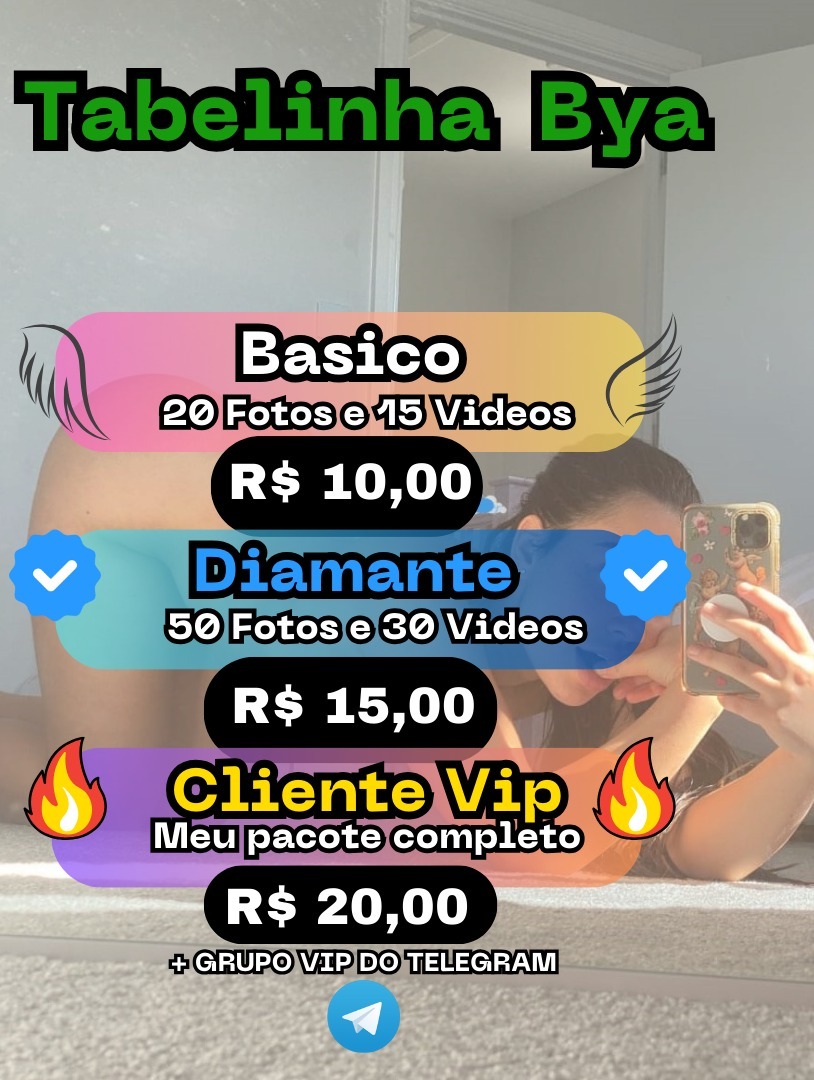 Tabelinha Bya
Basico
20 Fotos e 15 Videos
R$ 10,00
Diamante
50 Fotos e 30 Videos
R$ 15,00
Cliente Vip
Meu pacote completo
R$ 20,00
+ GRUPO VIP DO TELEGRAM